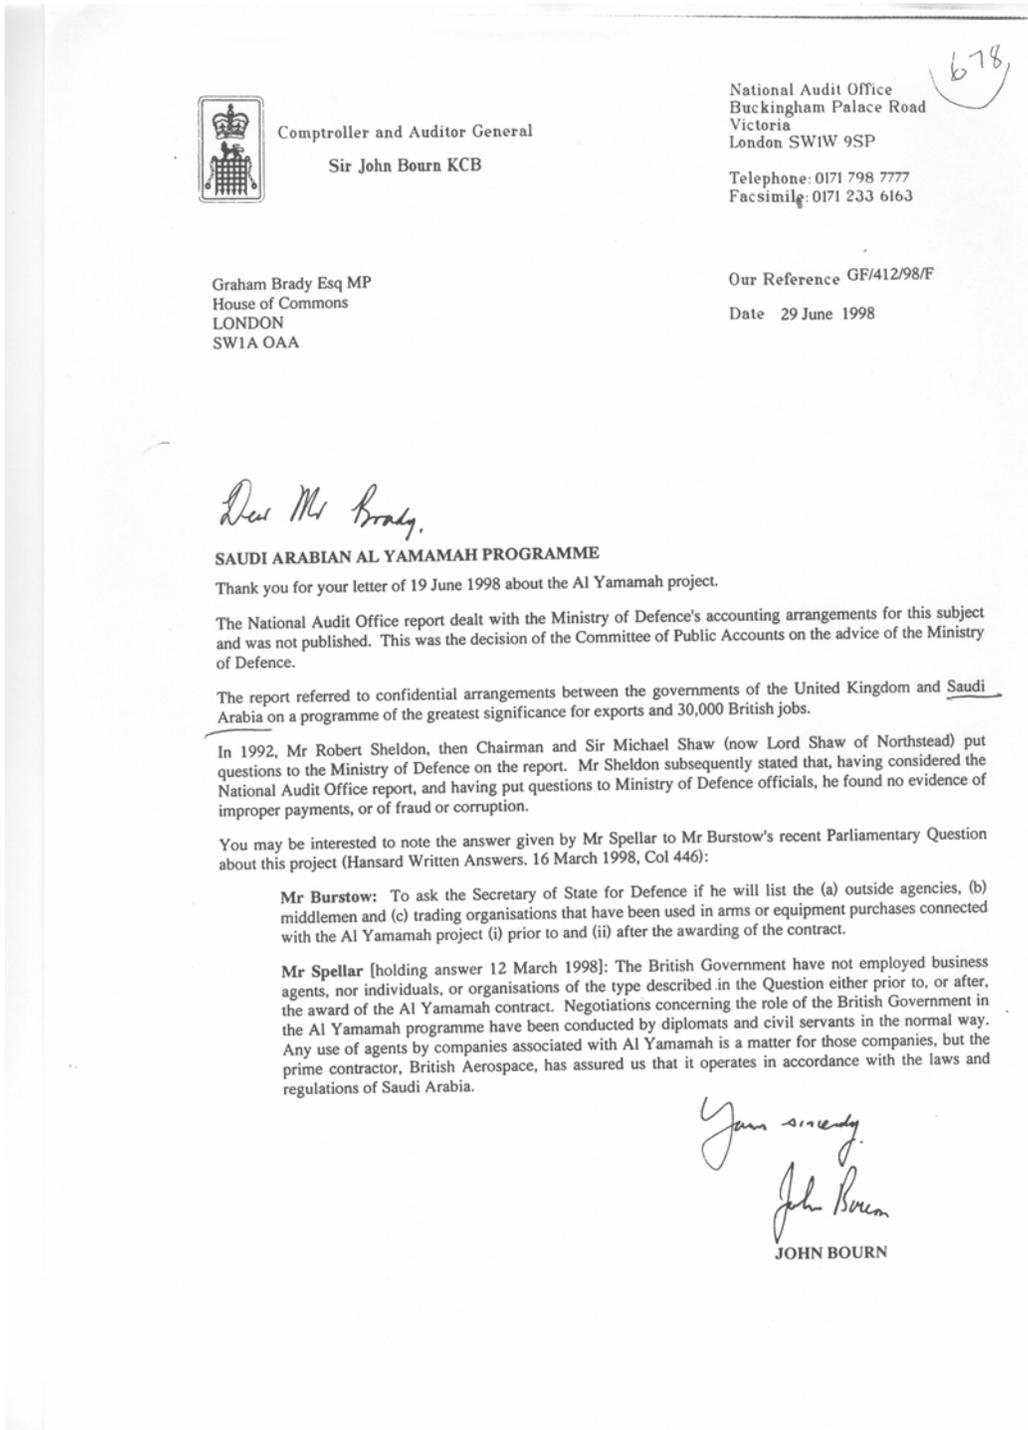 678
National Audit Office
Buckingham Palace Road
Victoria
London SW1W 9SP
Telephone: 0171 798 7777
Facsimile: 0171 233 6163
Comptroller and Auditor General
Sir John Bourn KCB
Graham Brady Esq MP
House of Commons
LONDON
SW1A OAA
Our Reference GF/412/98/F
Date 29 June 1998
Dear Mr Brady,
SAUDI ARABIAN AL YAMAMAH PROGRAMME
Thank you for your letter of 19 June 1998 about the Al Yamamah project.
The National Audit Office report dealt with the Ministry of Defence's accounting arrangements for this subject
and was not published. This was the decision of the Committee of Public Accounts on the advice of the Ministry
of Defence.
The report referred to confidential arrangements between the governments of the United Kingdom and Saudi
Arabia on a programme of the greatest significance for exports and 30,000 British jobs.
In 1992, Mr Robert Sheldon, then Chairman and Sir Michael Shaw (now Lord Shaw of Northstead) put
questions to the Ministry of Defence on the report. Mr Sheldon subsequently stated that, having considered the
National Audit Office report, and having put questions to Ministry of Defence officials, he found no evidence of
improper payments, or of fraud or corruption.
You may be interested to note the answer given by Mr Spellar to Mr Burstow's recent Parliamentary Question
about this project (Hansard Written Answers. 16 March 1998, Col 446):
Mr Burstow: To ask the Secretary of State for Defence if he will list the (a) outside agencies, (b)
middlemen and (c) trading organisations that have been used in arms or equipment purchases connected
with the Al Yamamah project (i) prior to and (ii) after the awarding of the contract.
Mr Spellar [holding answer 12 March 1998]: The British Government have not employed business
agents, nor individuals, or organisations of the type described in the Question either prior to, or after,
the award of the Al Yamamah contract. Negotiations concerning the role of the British Government in
the Al Yamamah programme have been conducted by diplomats and civil servants in the normal way.
Any use of agents by companies associated with Al Yamamah is a matter for those companies, but the
prime contractor, British Aerospace, has assured us that it operates in accordance with the laws and
regulations of Saudi Arabia.
Yours sincerely,
John Bourn
JOHN BOURN